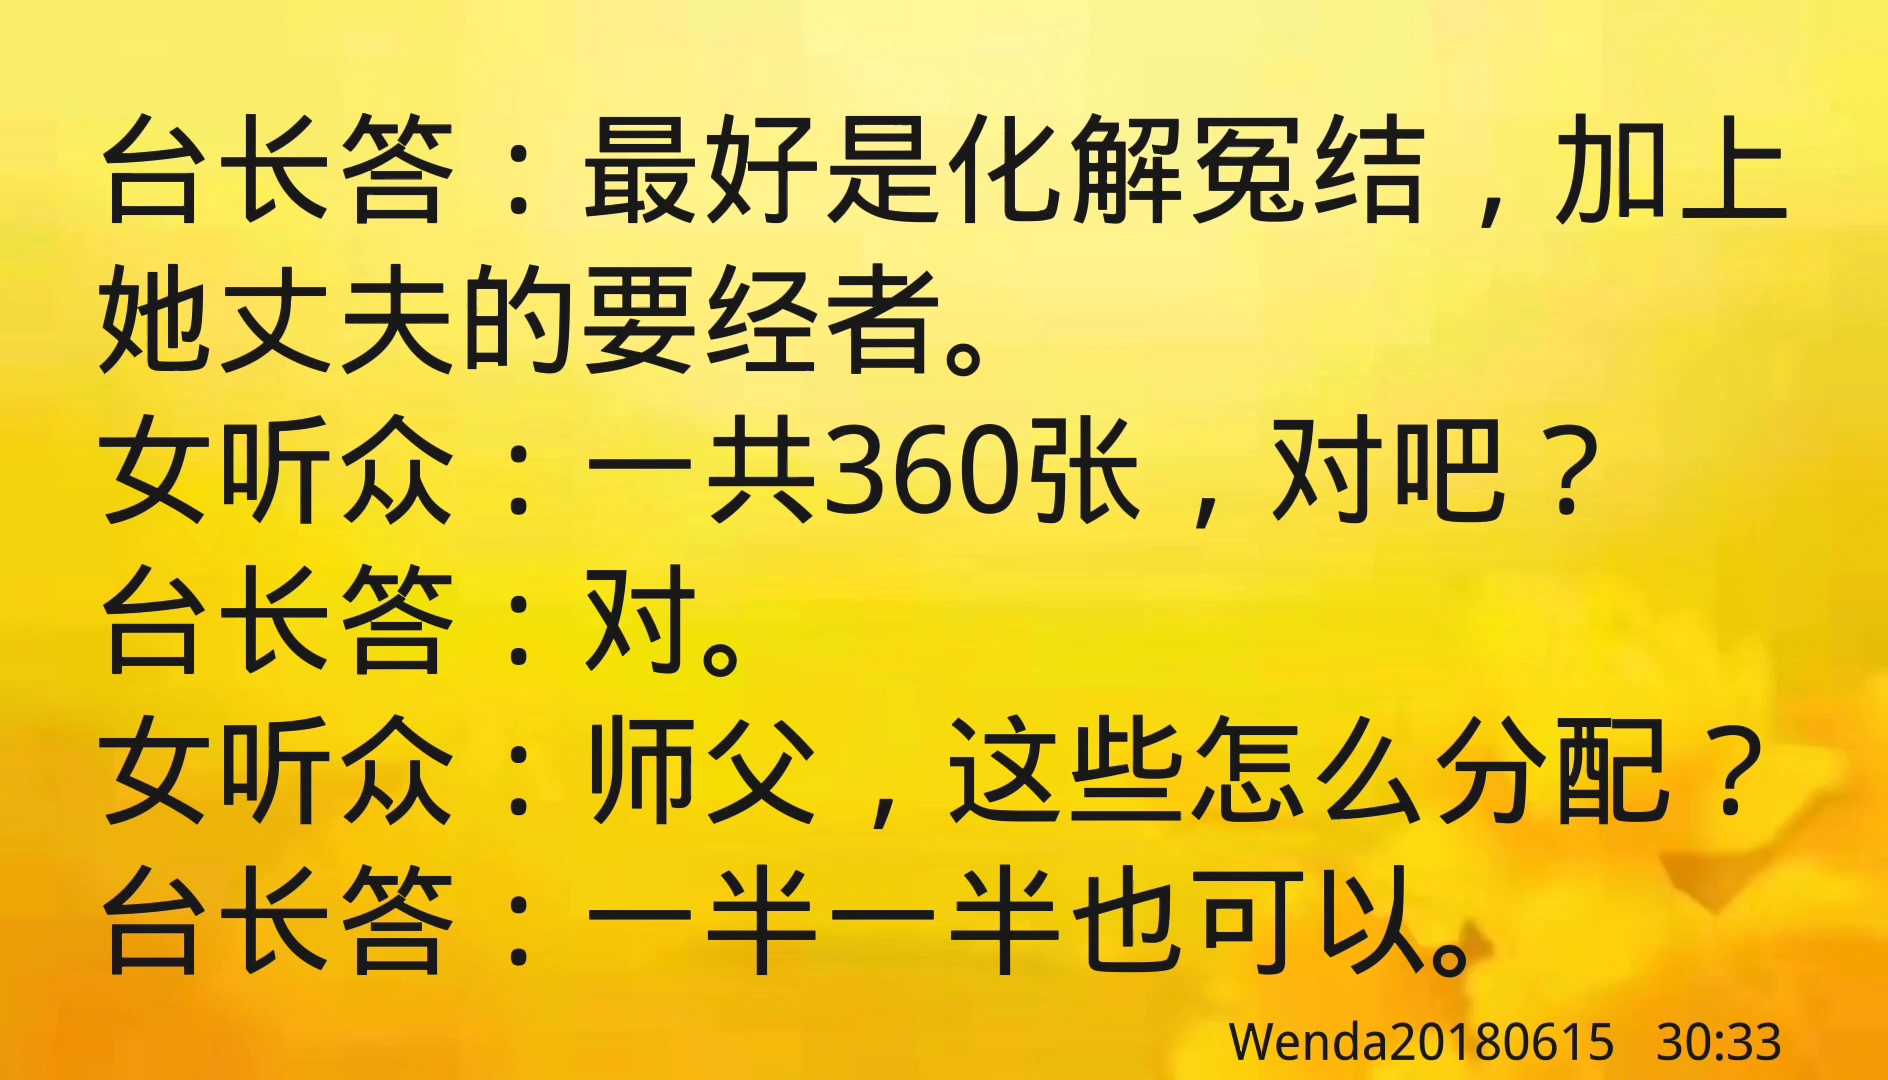 台长答：最好是化解冤结，加上
她丈夫的要经者。
女听众：一共360张，对吧？
台长答：对。
女听众：师父，这些怎么分配？
台长答：一半一半也可以。
Wenda20180615 30:33